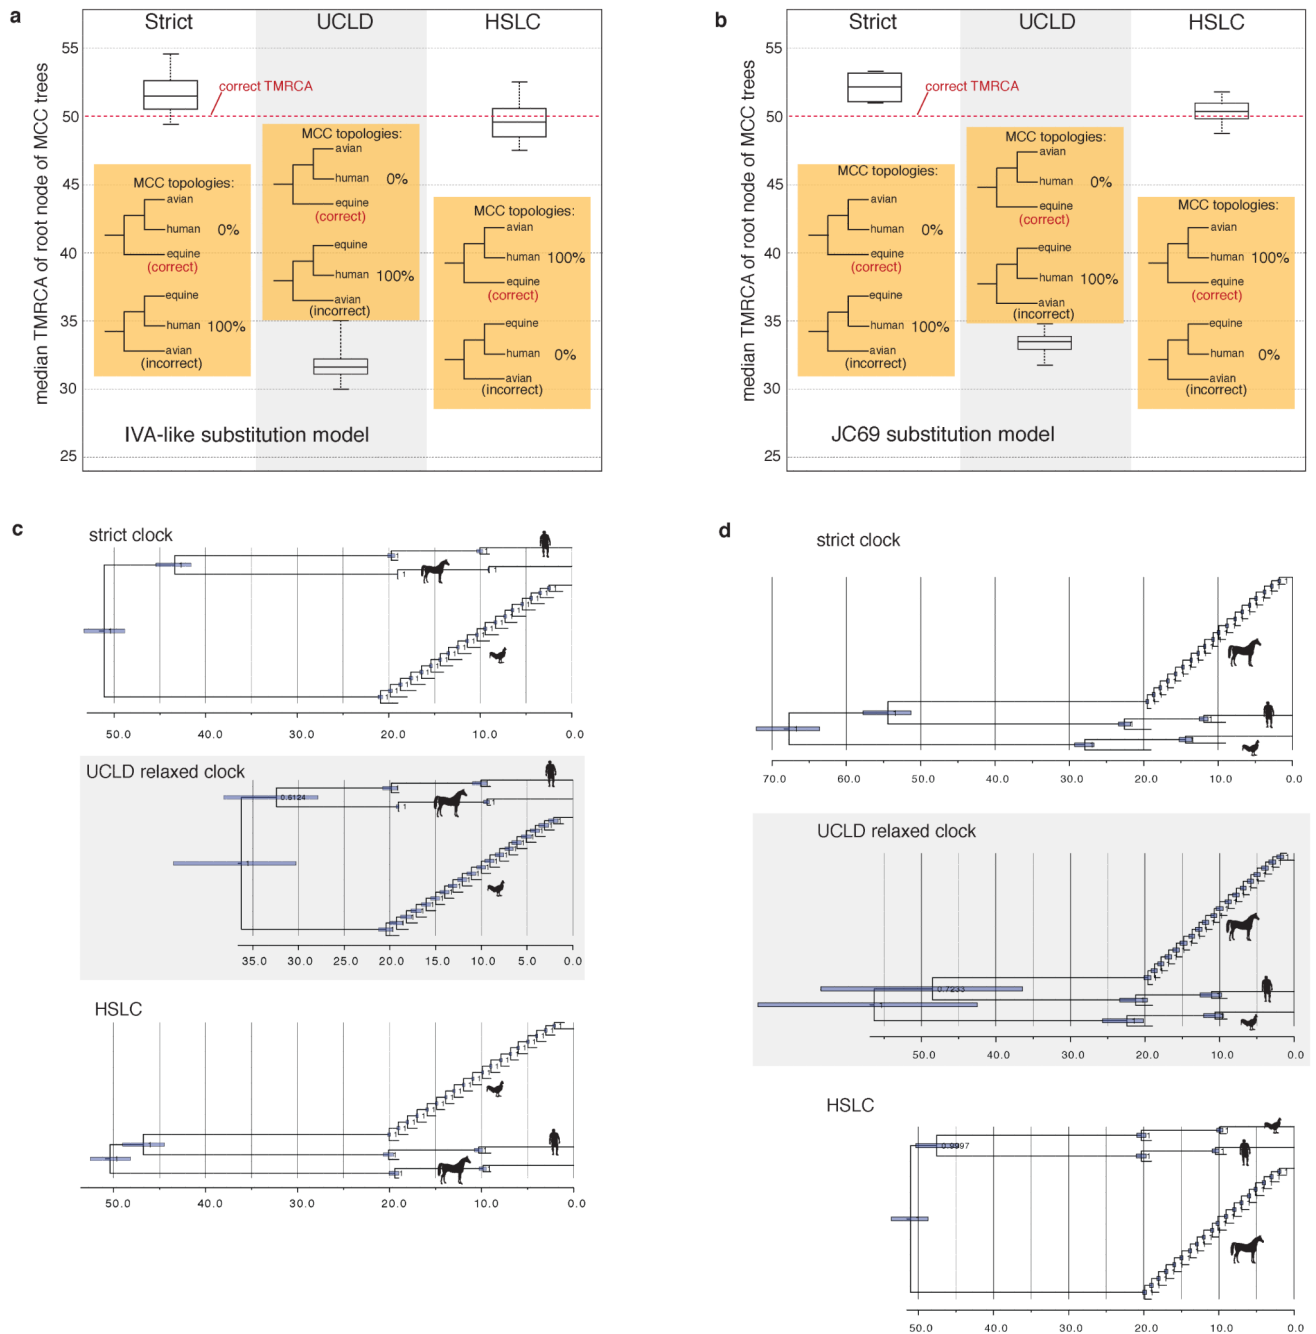 a
Strict
UCLD
HSLC
median TMRCA of root node of MCC trees
55
50
45
40
35
30
25
correct TMRCA
MCC topologies:
avian
human
0%
equine
(correct)
equine
human
100%
avian
(incorrect)
MCC topologies:
avian
human
0%
equine
(correct)
equine
human
100%
avian
(incorrect)
MCC topologies:
avian
human
100%
equine
(correct)
equine
human
0%
avian
(incorrect)
IVA-like substitution model
b
Strict
UCLD
HSLC
median TMRCA of root node of MCC trees
55
50
45
40
35
30
25
correct TMRCA
MCC topologies:
avian
human
0%
equine
(correct)
equine
human
100%
avian
(incorrect)
MCC topologies:
avian
human
0%
equine
(correct)
equine
human
100%
avian
(incorrect)
MCC topologies:
avian
human
100%
equine
(correct)
equine
human
0%
avian
(incorrect)
JC69 substitution model
c
strict clock
50.0 40.0 30.0 20.0 10.0 0.0
UCLD relaxed clock
0.6124
35.0 30.0 25.0 20.0 15.0 10.0 5.0 0.0
HSLC
50.0 40.0 30.0 20.0 10.0 0.0
d
strict clock
70.0 60.0 50.0 40.0 30.0 20.0 10.0 0.0
UCLD relaxed clock
50.0 40.0 30.0 20.0 10.0 0.0
HSLC
0.9997
50.0 40.0 30.0 20.0 10.0 0.0